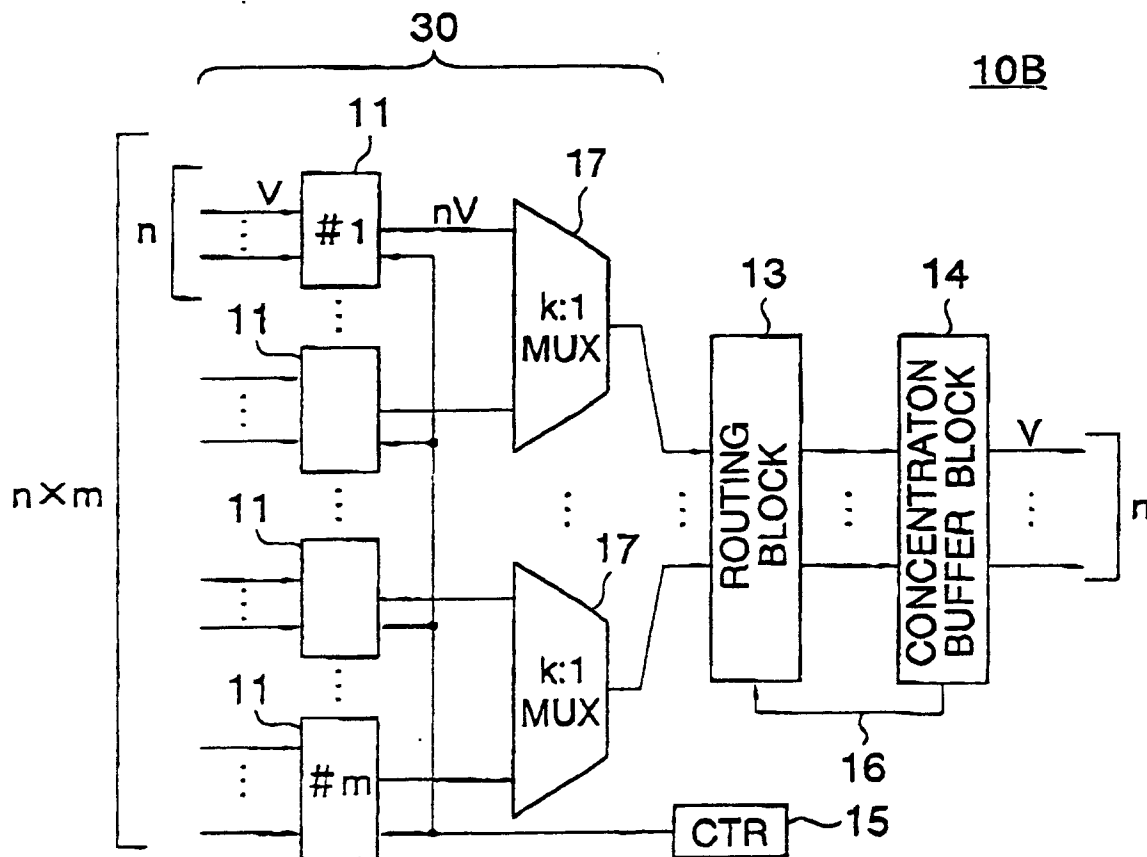 30
10B
11
17
V
n
#1
nV
13
14
11
k:1
MUX
ROUTING
BLOCK
CONCENTRATON
BUFFER BLOCK
V
n×m
11
17
n
k:1
MUX
11
16
#m
CTR
15